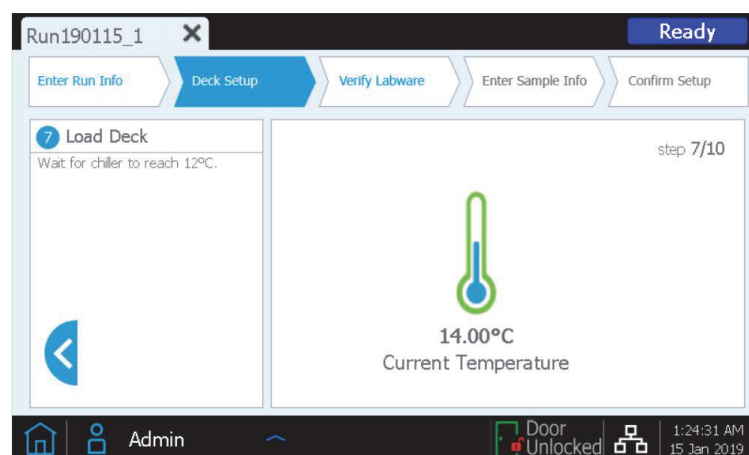 Run190115_1
Ready
Enter Run Info
Deck Setup
Verify Labware
Enter Sample Info
Confirm Setup
7 Load Deck
Wait for chiller to reach 12ºC.
step 7/10
14.00°C
Current Temperature
Admin
Door
Unlocked
1:24:31 AM
15 Jan 2019